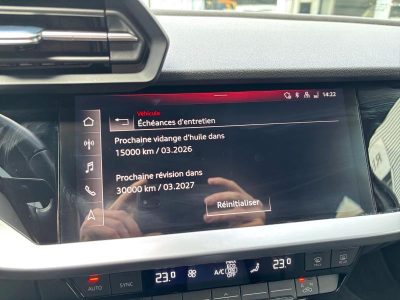 14:22
Véhicule
Échéances d'entretien
Prochaine vidange d'huile dans
15000 km / 03.2026
Prochaine révision dans
30000 km / 03.2027
Réinitialiser
AUTO
SYNC
23.0
A/C
23.0